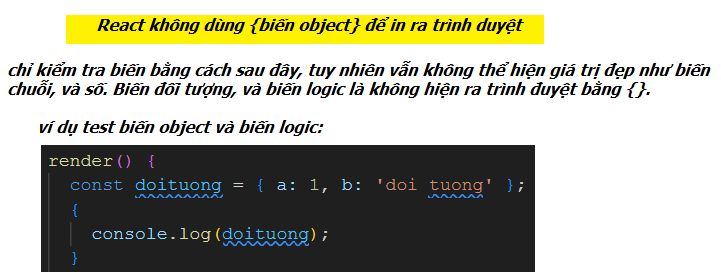 React không dùng {biến object} để in ra trình duyệt
chỉ kiểm tra biến bằng cách sau đây, tuy nhiên vẫn không thể hiện giá trị đẹp như biến
chuỗi, và số. Biến đối tượng, và biến logic là không hiện ra trình đuyệt bằng {}.
ví dụ test biến object và biến logic:
render() {
const doituong = { a: 1, b: 'doi tuong' };
{
console.log(doituong);
}